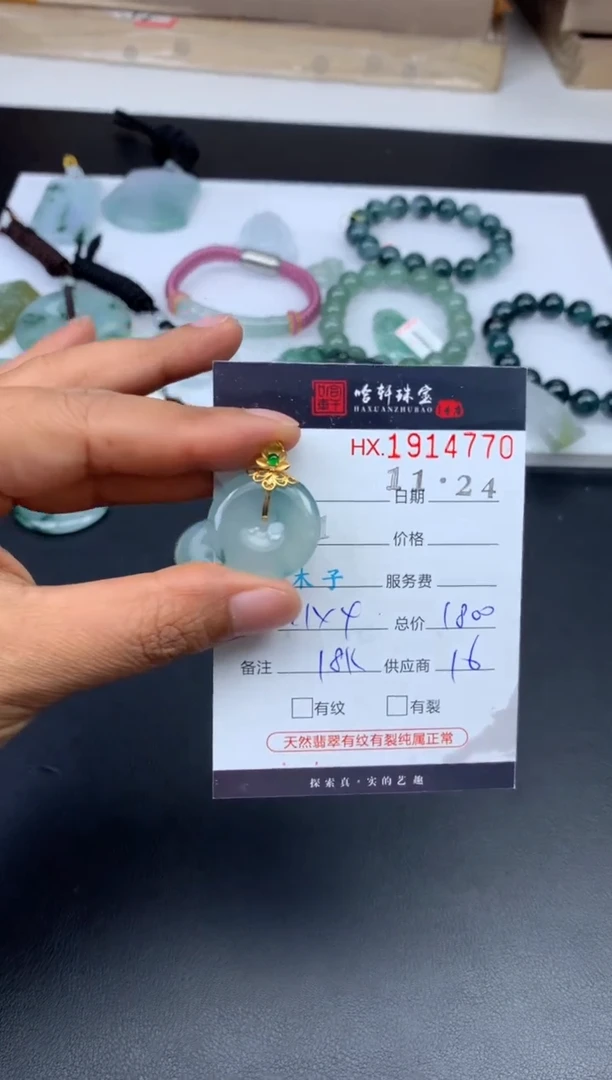 哈轩珠宝
HAXUANZHUBAO
HX.1914770
日期 11·24
价格
木子 服务费
1X4 总价 1800
备注 18K 供应商 16
□有纹 □有裂
天然翡翠有纹有裂纯属正常
探索真·实的艺趣